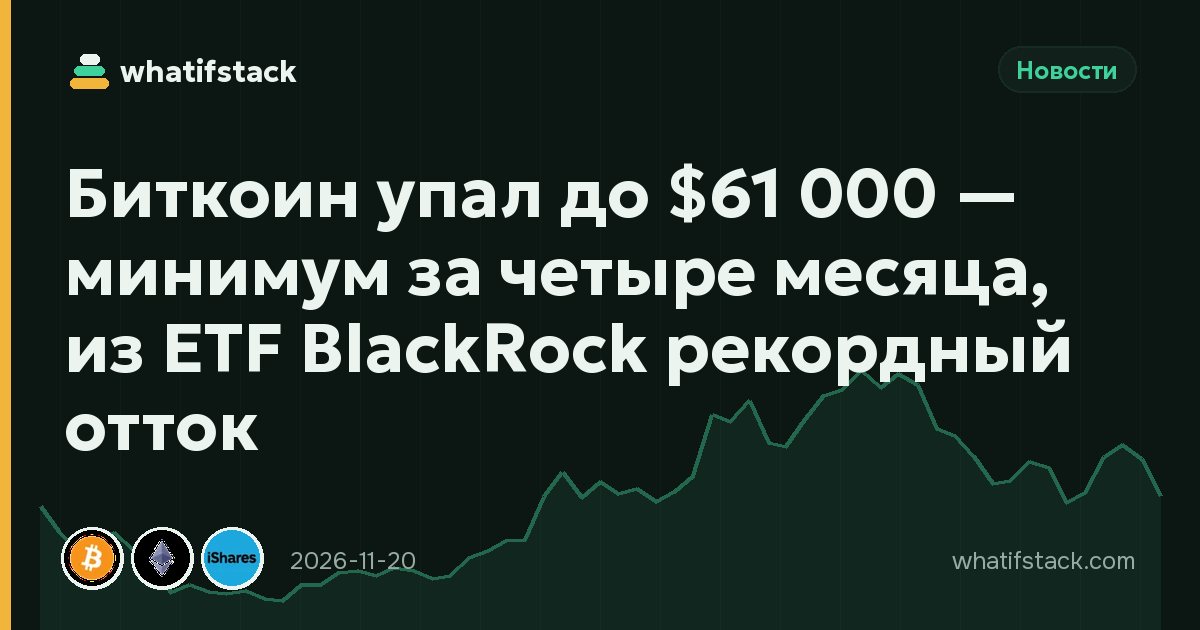 whatifstack
Новости
Биткоин упал до $61 000 —
минимум за четыре месяца,
из ETF BlackRock рекордный
отток
iShares
2026-11-20
whatifstack.com